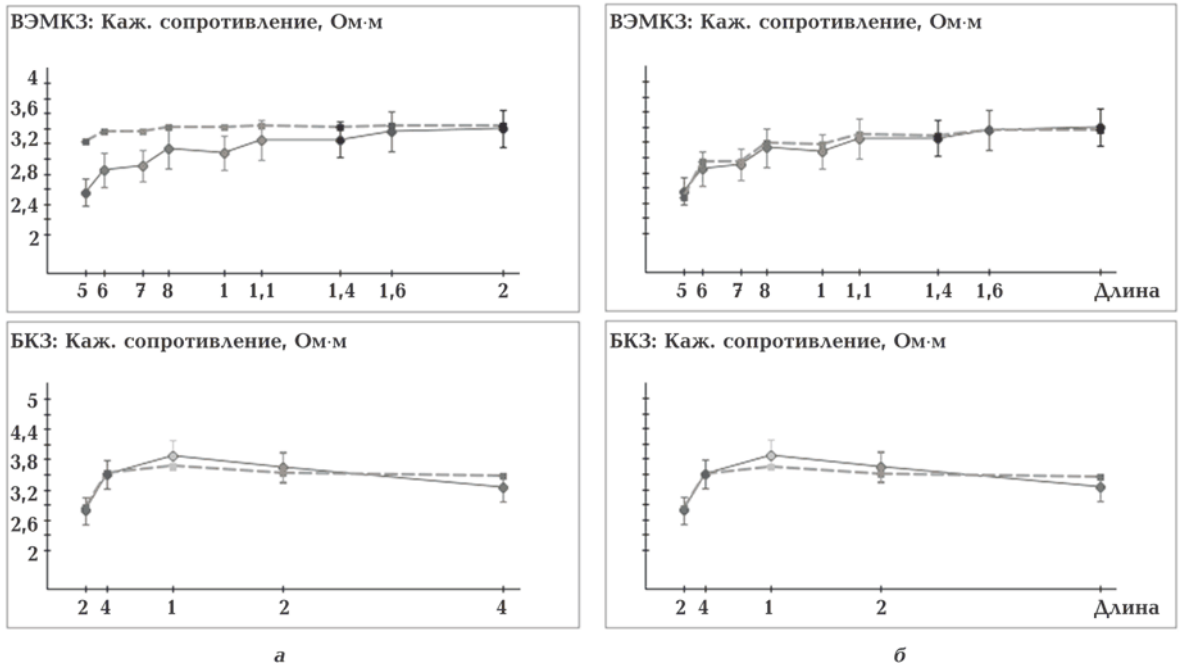 ВЭМКЗ: Каж. сопротивление, Ом·м
4
3,6
3,2
2,8
2,4
2
5 6 7 8 1 1,1 1,4 1,6 2
ВЭМКЗ: Каж. сопротивление, Ом·м
5 6 7 8 1 1,1 1,4 1,6 Длина
БКЗ: Каж. сопротивление, Ом·м
5
4,4
3,8
3,2
2,6
2
2 4 1 2 4
БКЗ: Каж. сопротивление, Ом·м
2 4 1 2 Длина
а
б